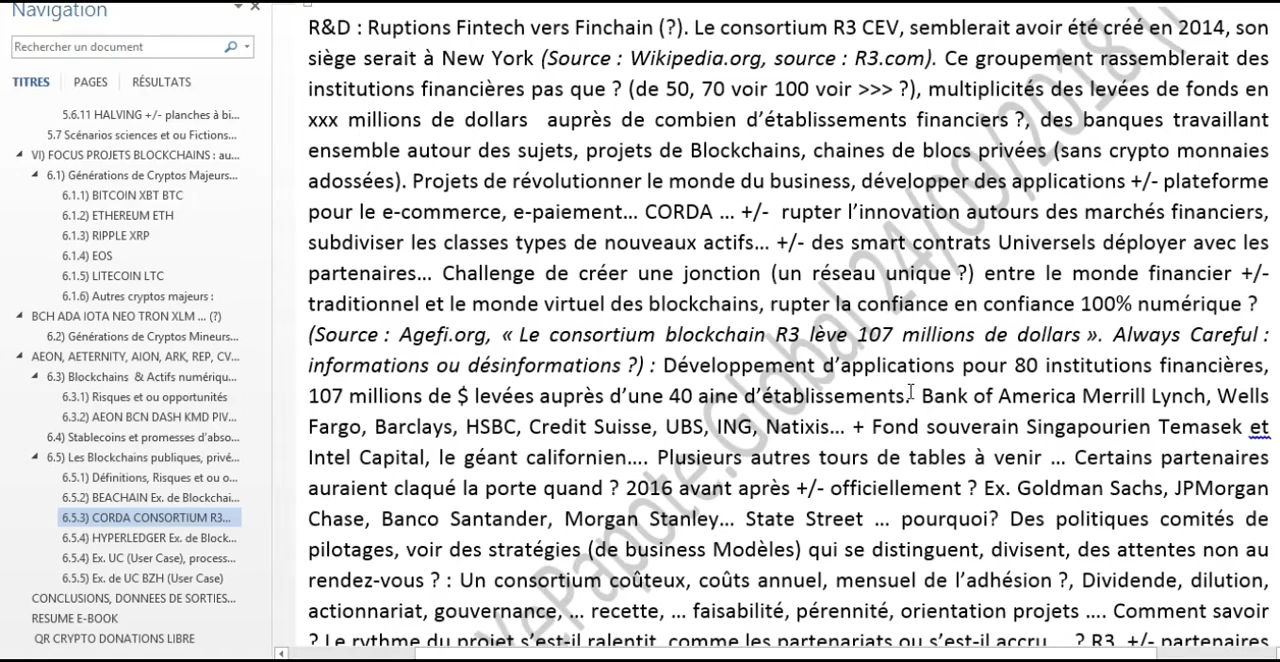 Navigation
Rechercher un document
TITRES PAGES RÉSULTATS
5.6.11 HALVING +/- planches à bi...
5.7 Scénarios sciences et ou Fictions...
VI) FOCUS PROJETS BLOCKCHAINS : au...
6.1) Générations de Cryptos Majeurs...
6.1.1) BITCOIN XBT BTC
6.1.2) ETHEREUM ETH
6.1.3) RIPPLE XRP
6.1.4) EOS
6.1.5) LITECOIN LTC
6.1.6) Autres cryptos majeurs :
BCH ADA IOTA NEO TRON XLM ... (?)
6.2) Générations de Cryptos Mineurs...
AEON, AETERNITY, AION, ARK, REP, CV...
6.3) Blockchains & Actifs numériqu...
6.3.1) Risques et ou opportunités
6.3.2) AEON BCN DASH KMD PIV...
6.4) Stablecoins et promesses d'abso...
6.5) Les Blockchains publiques, privé...
6.5.1) Définitions, Risques et ou o...
6.5.2) BEACHAIN Ex. de Blockchai...
6.5.3) CORDA CONSORTIUM R3...
6.5.4) HYPERLEDGER Ex. de Block...
6.5.4) Ex. UC (User Case), process...
6.5.5) Ex. de UC BZH (User Case)
CONCLUSIONS, DONNEES DE SORTIES...
RESUME E-BOOK
QR CRYPTO DONATIONS LIBRE
R&D : Ruptions Fintech vers Finchain (?). Le consortium R3 CEV, semblerait avoir été créé en 2014, son
siège serait à New York (Source : Wikipedia.org, source : R3.com). Ce groupement rassemblerait des
institutions financières pas que ? (de 50, 70 voir 100 voir >>> ?), multiplicités des levées de fonds en
xxx millions de dollars auprès de combien d'établissements financiers ?, des banques travaillant
ensemble autour des sujets, projets de Blockchains, chaines de blocs privées (sans crypto monnaies
adossées). Projets de révolutionner le monde du business, développer des applications +/- plateforme
pour le e-commerce, e-paiement... CORDA ... +/- rupter l'innovation autours des marchés financiers,
subdiviser les classes types de nouveaux actifs... +/- des smart contrats Universels déployer avec les
partenaires... Challenge de créer une jonction (un réseau unique ?) entre le monde financier +/-
traditionnel et le monde virtuel des blockchains, rupter la confiance en confiance 100% numérique ?
(Source : Agefi.org, « Le consortium blockchain R3 lève 107 millions de dollars ». Always Careful :
informations ou désinformations ?) : Développement d'applications pour 80 institutions financières,
107 millions de $ levées auprès d'une 40 aine d'établissements. Bank of America Merrill Lynch, Wells
Fargo, Barclays, HSBC, Credit Suisse, UBS, ING, Natixis... + Fond souverain Singapourien Temasek et
Intel Capital, le géant californien.... Plusieurs autres tours de tables à venir ... Certains partenaires
auraient claqué la porte quand ? 2016 avant après +/- officiellement ? Ex. Goldman Sachs, JPMorgan
Chase, Banco Santander, Morgan Stanley... State Street ... pourquoi? Des politiques comités de
pilotages, voir des stratégies (de business Modèles) qui se distinguent, divisent, des attentes non au
rendez-vous ? : Un consortium coûteux, coûts annuel, mensuel de l'adhésion ?, Dividende, dilution,
actionnariat, gouvernance, ... recette, ... faisabilité, pérennité, orientation projets .... Comment savoir
? Le rythme du projet s'est-il ralentit, comme les partenariats ou s'est-il accru ... ? R3 +/- partenaires